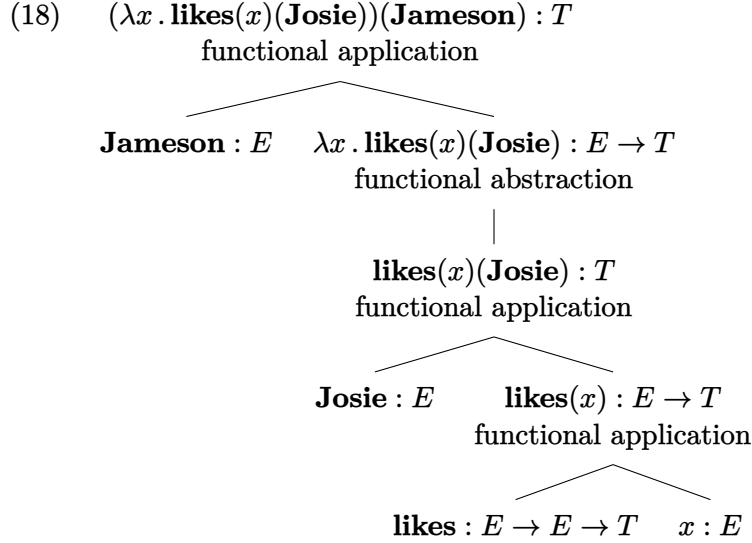 (18) (λx . likes(x)(Josie))(Jameson) : T
functional application
Jameson : E λx . likes(x)(Josie) : E → T
functional abstraction
likes(x)(Josie) : T
functional application
Josie : E likes(x) : E → T
functional application
likes : E → E → T x : E